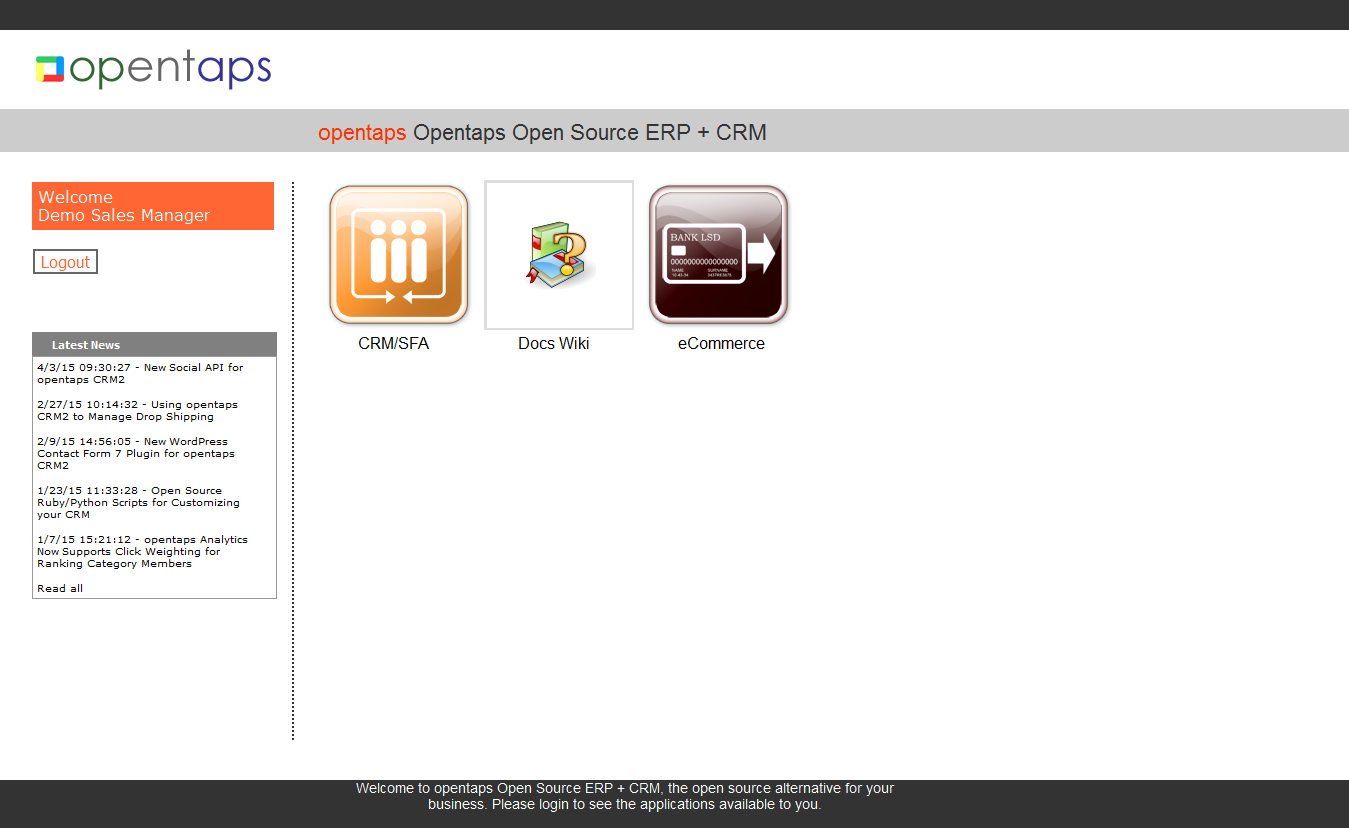 opentaps
opentaps Opentaps Open Source ERP + CRM
Welcome
Demo Sales Manager
Logout
Latest News
4/3/15 09:30:27 - New Social API for
opentaps CRM2
2/27/15 10:14:32 - Using opentaps
CRM2 to Manage Drop Shipping
2/9/15 14:56:05 - New WordPress
Contact Form 7 Plugin for opentaps
CRM2
1/23/15 11:33:28 - Open Source
Ruby/Python Scripts for Customizing
your CRM
1/7/15 15:21:12 - opentaps Analytics
Now Supports Click Weighting for
Ranking Category Members
Read all
CRM/SFA
Docs Wiki
BANK LSD
0000000000000000
NAME SURNAME
eCommerce
Welcome to opentaps Open Source ERP + CRM, the open source alternative for your
business. Please login to see the applications available to you.